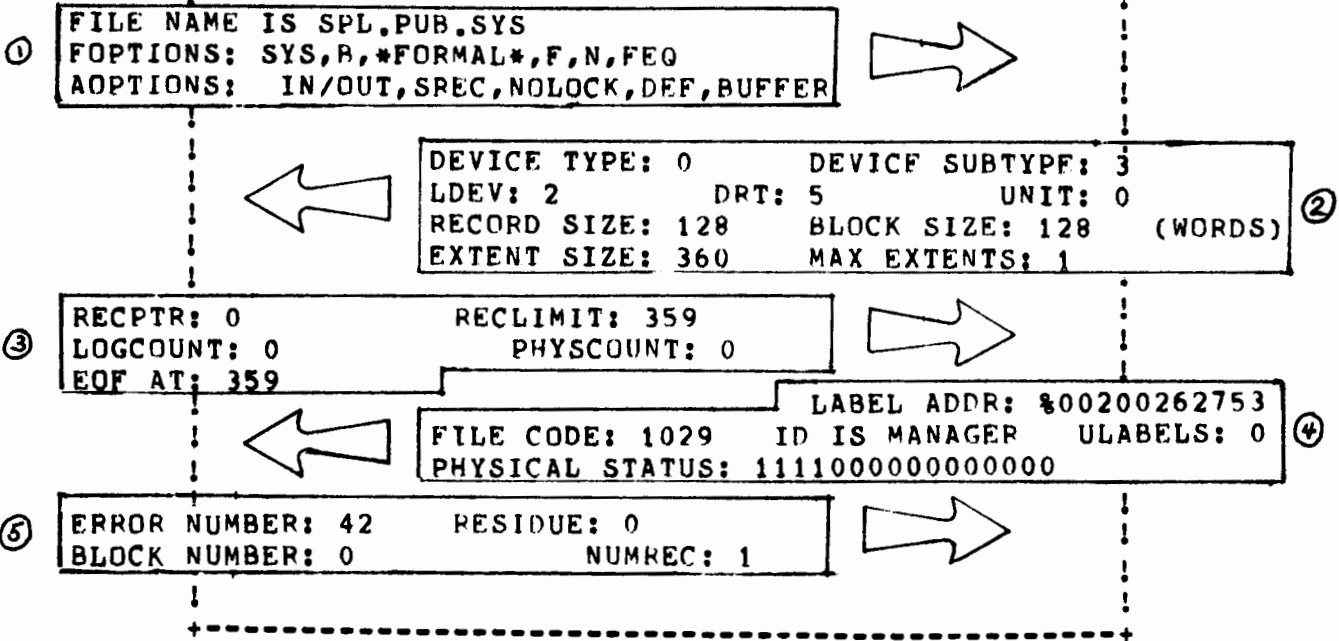 ①
FILE NAME IS SPL.PUB.SYS
FOPTIONS: SYS,B,*FORMAL*,F,N,FEQ
AOPTIONS: IN/OUT,SREC,NOLOCK,DEF,BUFFER
DEVICE TYPE: 0 DEVICE SUBTYPE: 3
LDEV: 2 DRT: 5 UNIT: 0
②
RECORD SIZE: 128 BLOCK SIZE: 128 (WORDS)
EXTENT SIZE: 360 MAX EXTENTS: 1
③
RECPTR: 0 RECLIMIT: 359
LOGCOUNT: 0 PHYSCOUNT: 0
EOF AT: 359
LABEL ADDR: %00200262753
FILE CODE: 1029 ID IS MANAGER ULABELS: 0
④
PHYSICAL STATUS: 1111000000000000
⑤
ERROR NUMBER: 42 RESIDUE: 0
BLOCK NUMBER: 0 NUMREC: 1